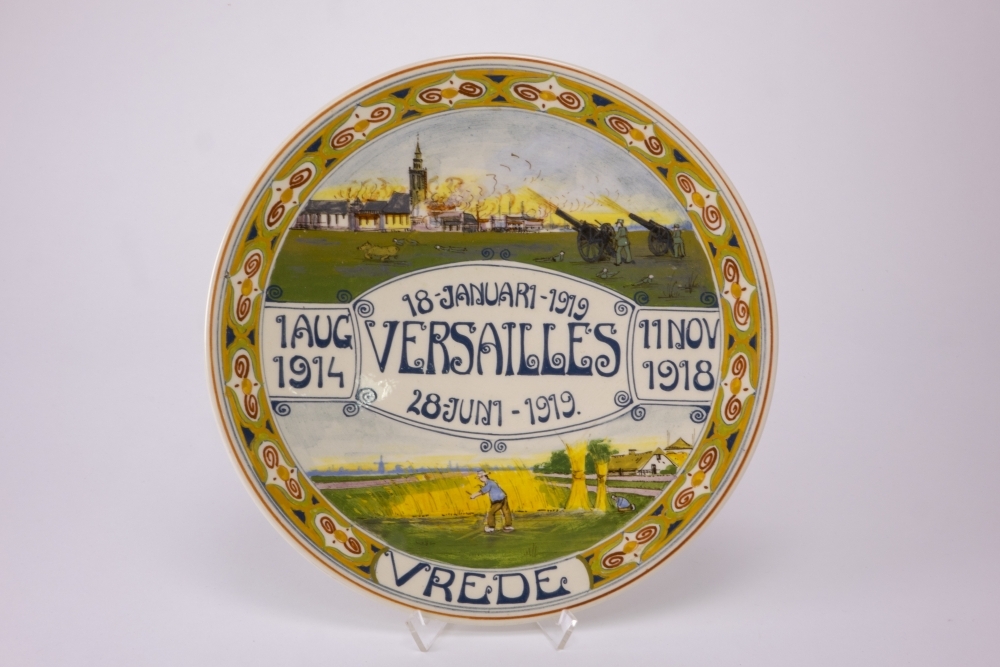 18-JANUARI-1919
1 AUG
1914
VERSAILLES
11 NOV
1918
28 JUNI - 1919.
VREDE